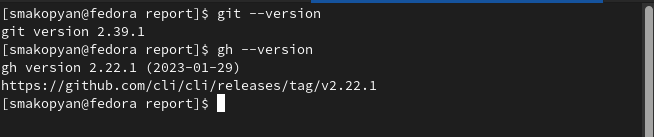 [smakopyan@fedora report]$ git --version
git version 2.39.1
[smakopyan@fedora report]$ gh --version
gh version 2.22.1 (2023-01-29)
https://github.com/cli/cli/releases/tag/v2.22.1
[smakopyan@fedora report]$